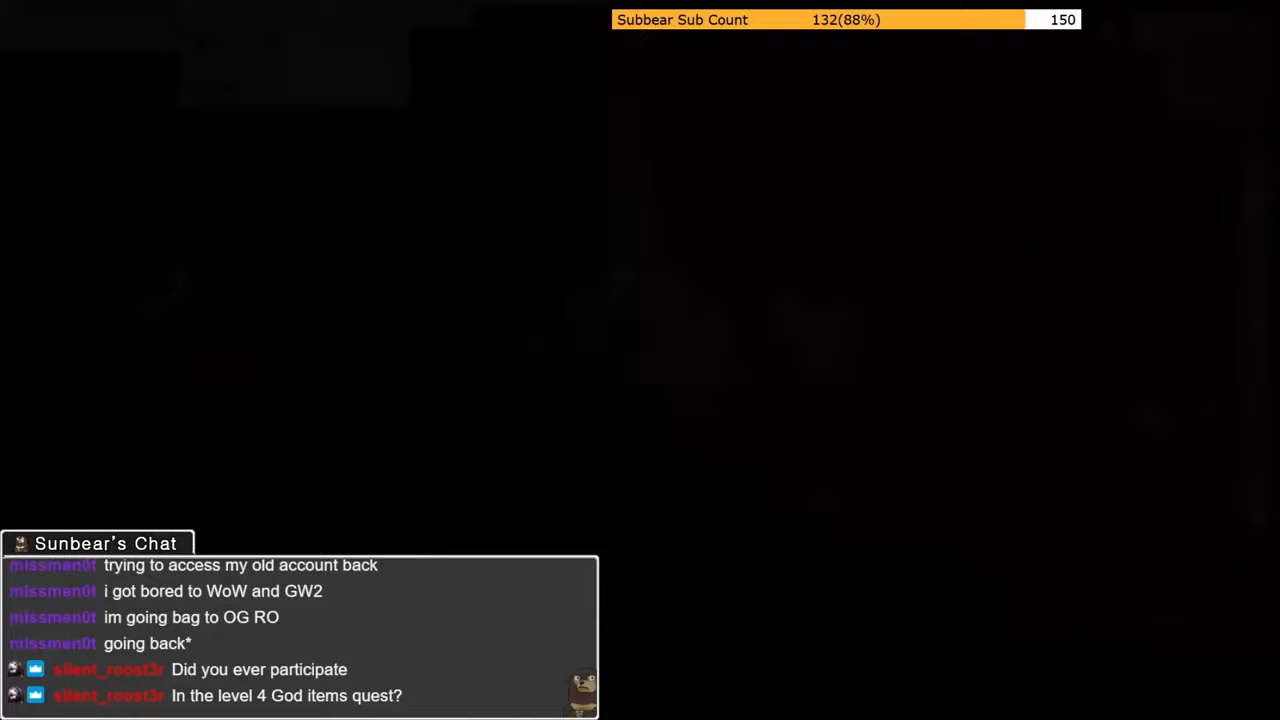 Subbear Sub Count 132(88%) 150
Sunbear's Chat
missmen0t trying to access my old account back
missmen0t i got bored to WoW and GW2
missmen0t im going bag to OG RO
missmen0t going back*
silent_roost3r Did you ever participate
silent_roost3r In the level 4 God items quest?